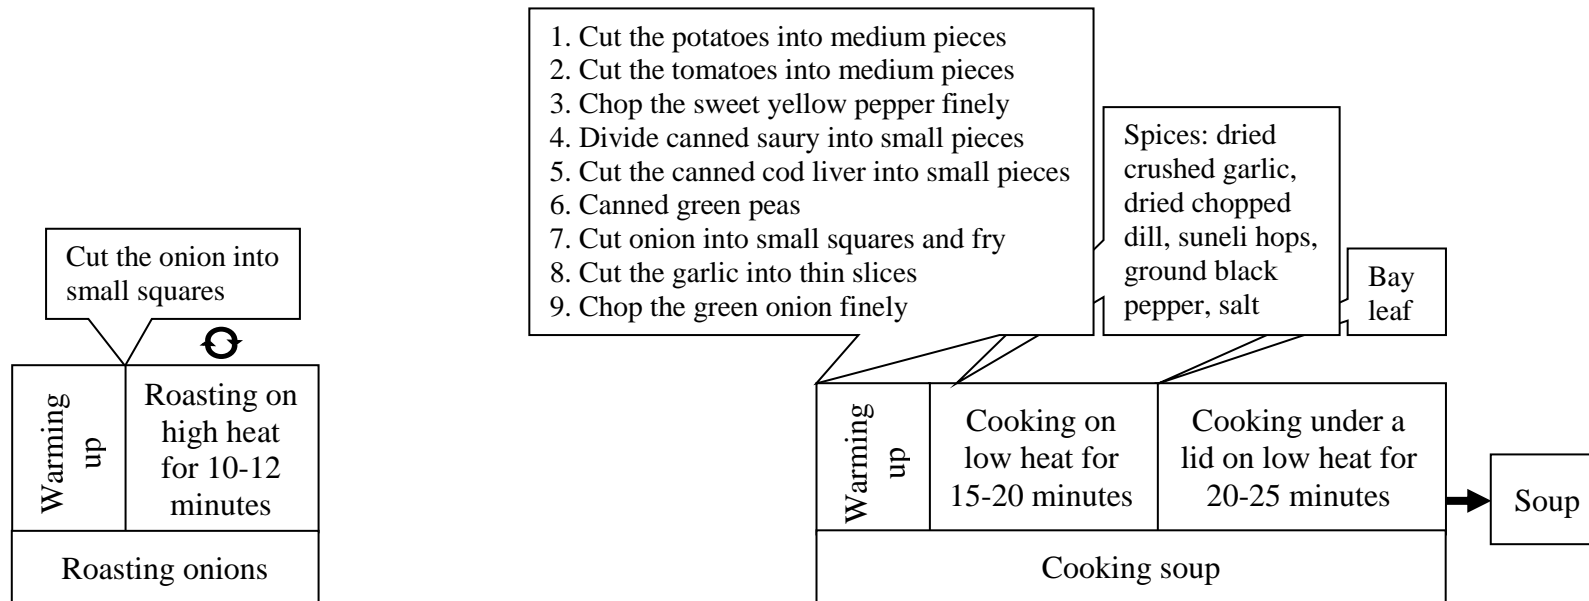 Cut the onion into
small squares
Warming
up
Roasting on
high heat
for 10-12
minutes
Roasting onions
1. Cut the potatoes into medium pieces
2. Cut the tomatoes into medium pieces
3. Chop the sweet yellow pepper finely
4. Divide canned saury into small pieces
5. Cut the canned cod liver into small pieces
6. Canned green peas
7. Cut onion into small squares and fry
8. Cut the garlic into thin slices
9. Chop the green onion finely
Spices: dried
crushed garlic,
dried chopped
dill, suneli hops,
ground black
pepper, salt
Bay
leaf
Warming
up
Cooking on
low heat for
15-20 minutes
Cooking under a
lid on low heat for
20-25 minutes
Cooking soup
Soup